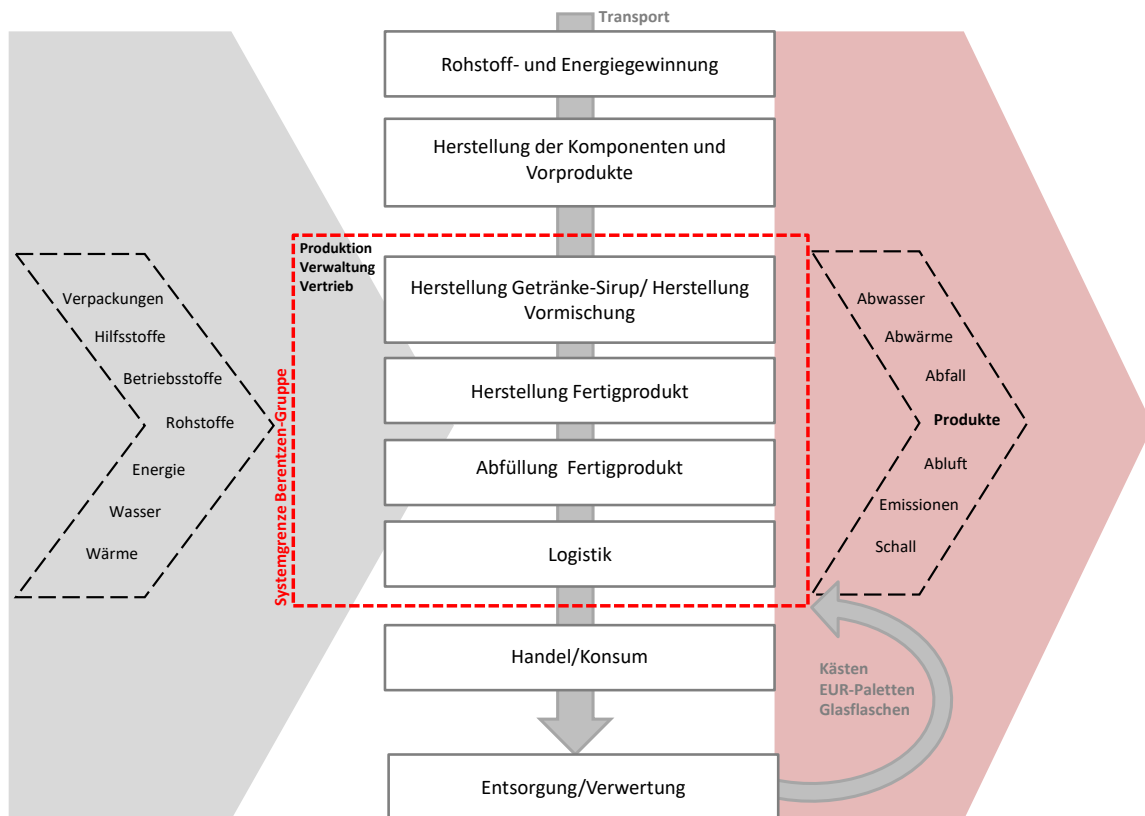 Transport
Rohstoff- und Energiegewinnung
Herstellung der Komponenten und
Vorprodukte
Produktion
Verwaltung
Vertrieb
Systemgrenze Berentzen-Gruppe
Herstellung Getränke-Sirup/ Herstellung
Vormischung
Herstellung Fertigprodukt
Abfüllung Fertigprodukt
Logistik
Handel/Konsum
Entsorgung/Verwertung
Verpackungen
Hilfsstoffe
Betriebsstoffe
Rohstoffe
Energie
Wasser
Wärme
Abwasser
Abwärme
Abfall
Produkte
Abluft
Emissionen
Schall
Kästen
EUR-Paletten
Glasflaschen